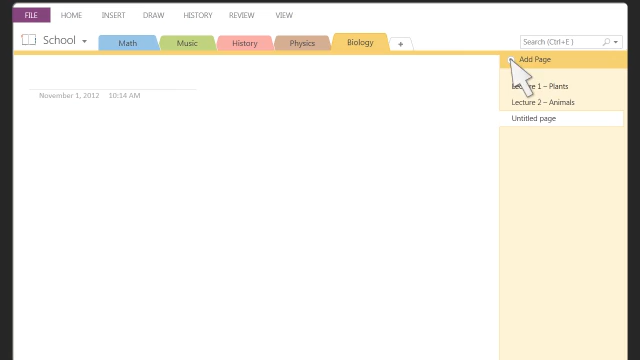 FILE HOME INSERT DRAW HISTORY REVIEW VIEW
School Math Music History Physics Biology + Search (Ctrl+E )
Add Page
November 1, 2012 10:14 AM
1 – Plants
Lecture 2 – Animals
Untitled page